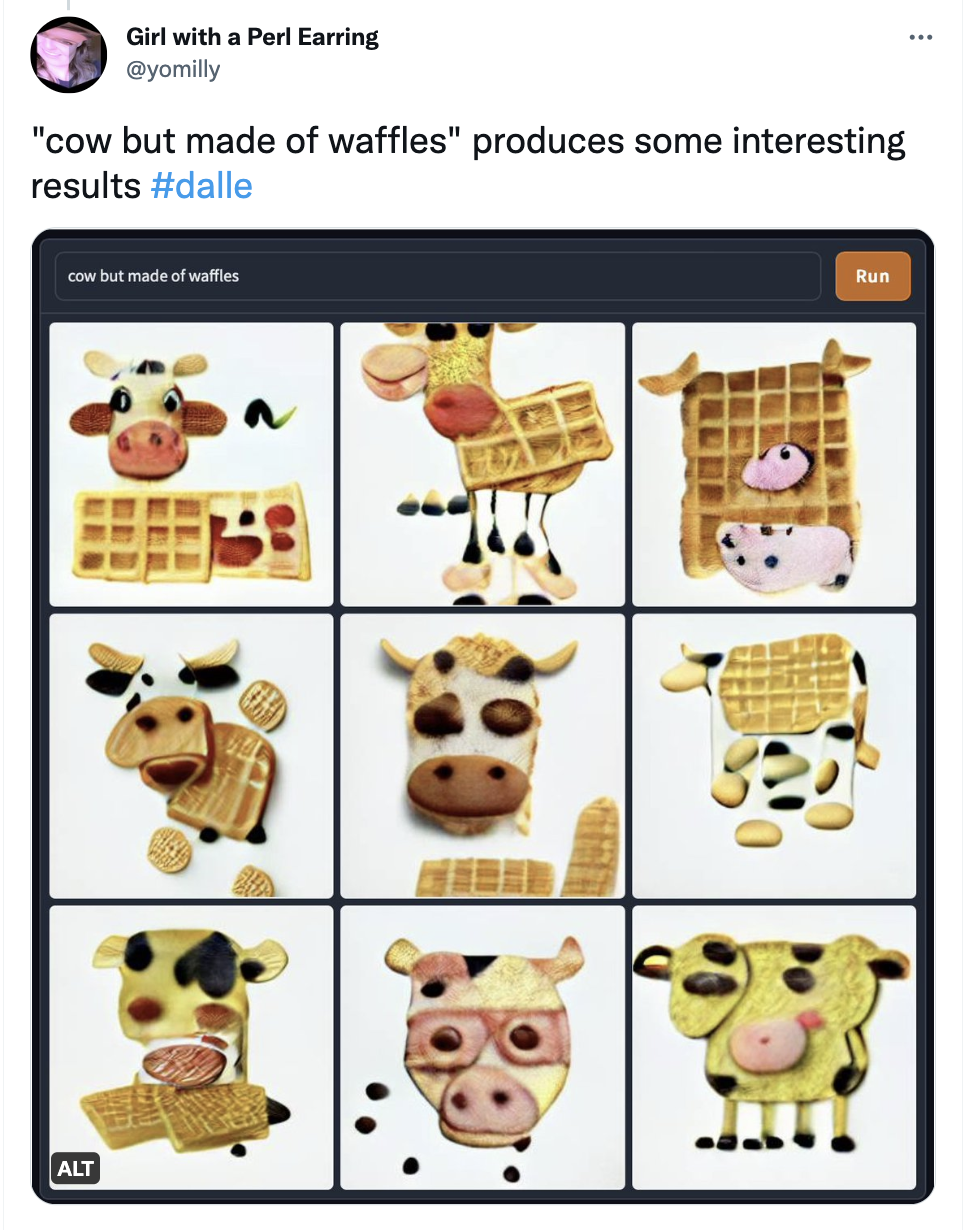 Girl with a Perl Earring
@yomilly
"cow but made of waffles" produces some interesting
results #dalle
cow but made of waffles
Run
ALT